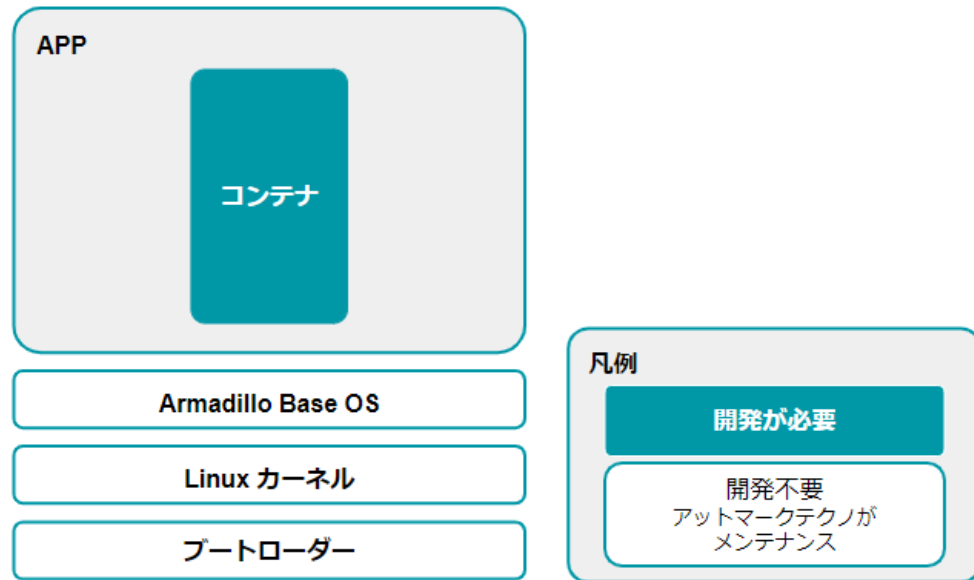 APP
コンテナ
Armadillo Base OS
Linux カーネル
ブートローダー
凡例
開発が必要
開発不要
アットマークテクノが
メンテナンス